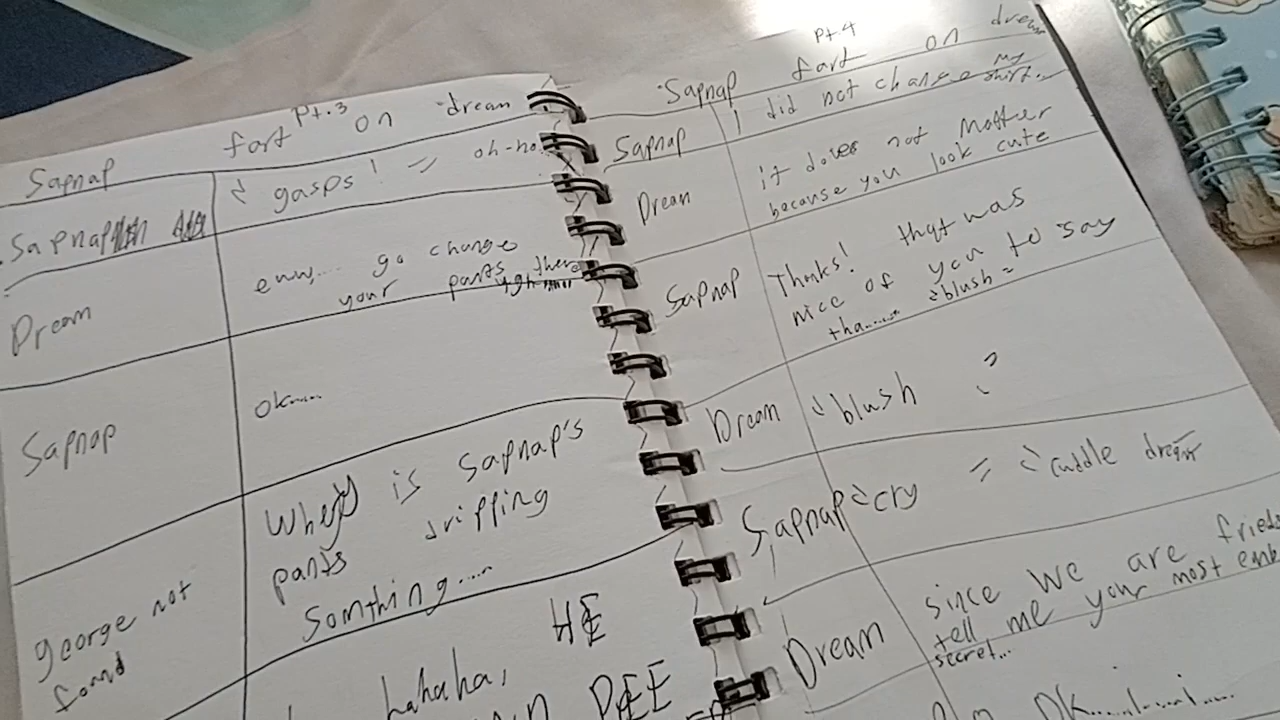 Pt.3
Sapnap fart on dream
Sapnap
gasps! = oh-no
Dream
eww.... go change
your pants
Sapnap
Ok.....
george not
found
Where is Sapnap's
pants dripping
Somthing....
hahaha, HE
PEE
Pt.4
Sapnap fart on dream
Sapnap
I did not change my
shirt..
Dream
it does not Matter
because you look cute
Sapnap
Thanks! that was
nice of you to say
tha...... =blush=
Dream
blush
Sapnap
cry = cuddle dream
Dream
since we are
tell me your most
secret...
OK